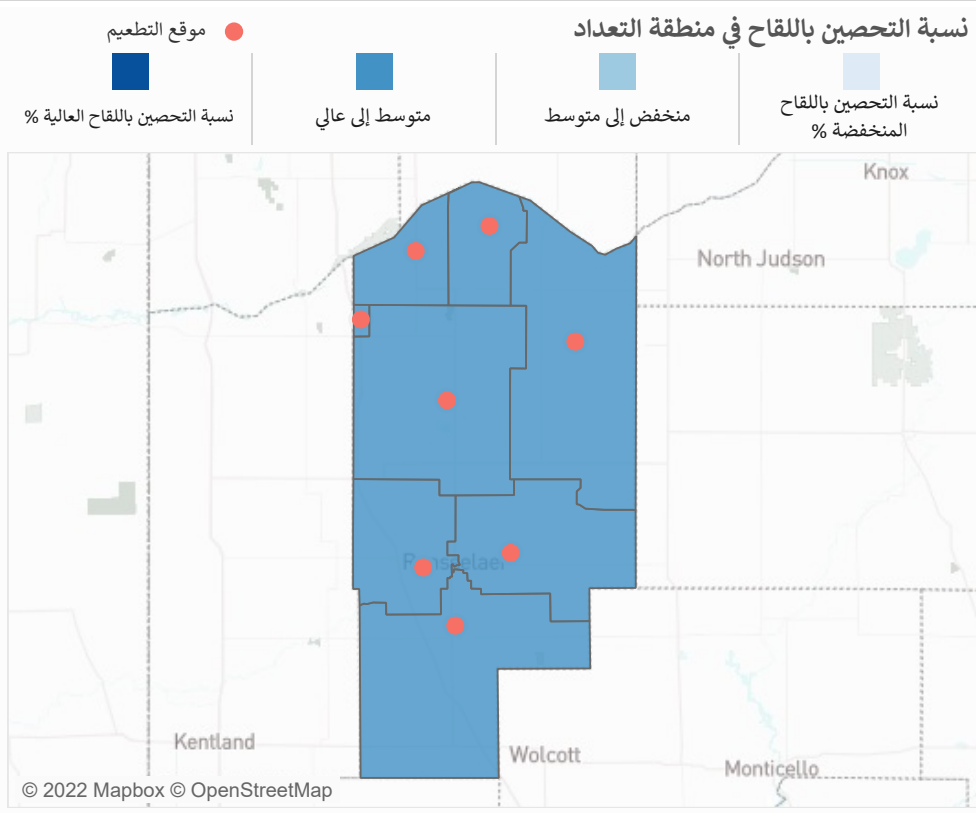 نسبة التحصين باللقاح في منطقة التعداد
موقع التطعيم
نسبة التحصين باللقاح
المنخفضة %
منخفض إلى متوسط
متوسط إلى عالي
نسبة التحصين باللقاح العالية %
Knox
North Judson
Rensselaer
Kentland
Wolcott
Monticello
© 2022 Mapbox © OpenStreetMap